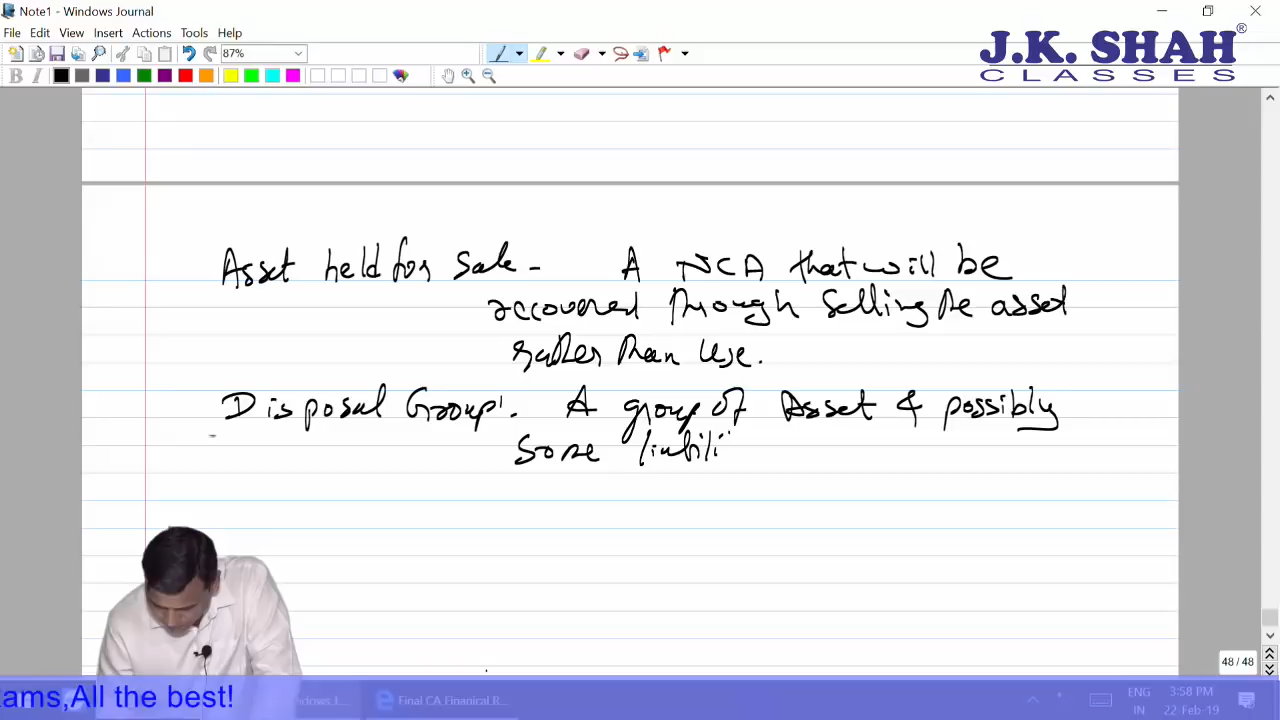 Note1 - Windows Journal
File Edit View Insert Actions Tools Help
87%
B I
J.K. SHAH®
CLASSES
Asset held for Sale - A NCA that will be
recovered through Selling the asset
rather than Use.
Disposal Group:- A group of Asset & possibly
Some liabili
48 / 48
ams,All the best!
indows J...
Final CA Finanical R...
ENG
IN
3:58 PM
22-Feb-19